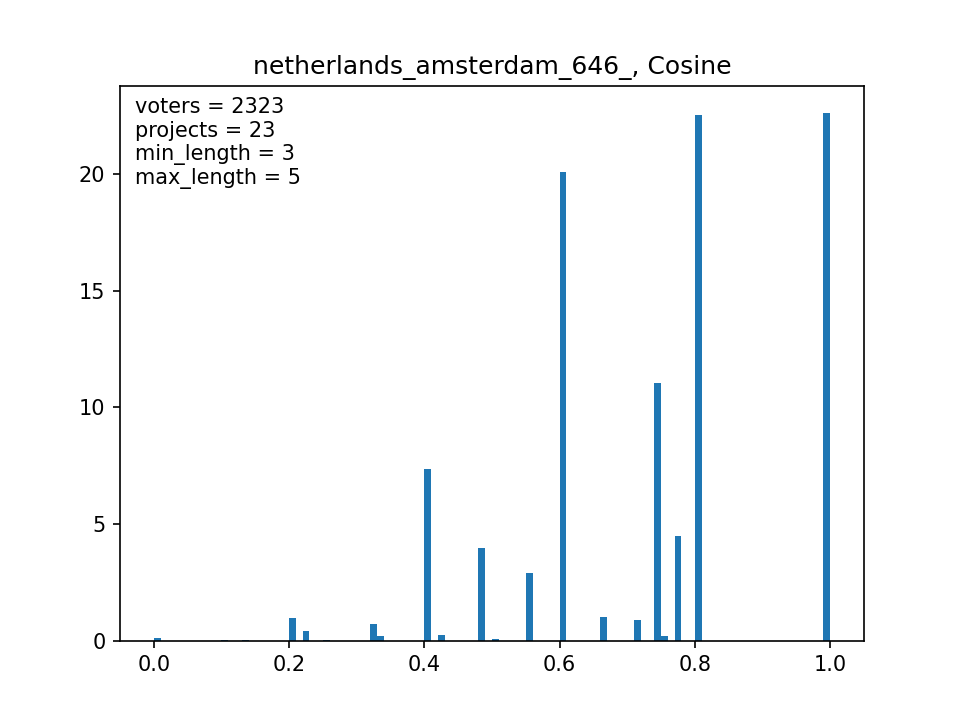 netherlands_amsterdam_646_, Cosine
voters = 2323
projects = 23
min_length = 3
max_length = 5
20
15
10
5
0
0.0 0.2 0.4 0.6 0.8 1.0